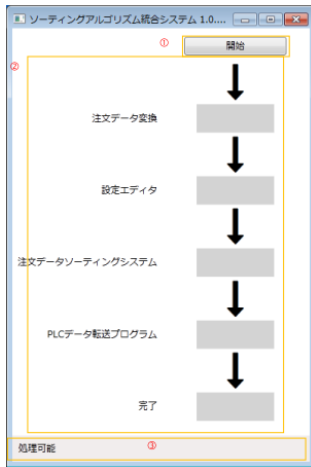 ソーティングアルゴリズム統合システム 1.0....
① 開始
②
注文データ変換
設定エディタ
注文データソーティングシステム
PLCデータ転送プログラム
完了
処理可能 ③